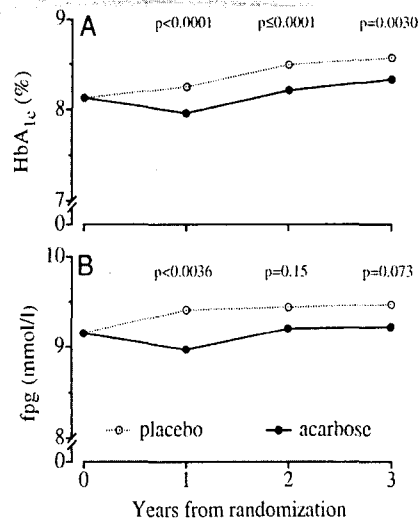 A
p<0.0001 p≤0.0001 p=0.0030
9
8
7
0
HbA1c (%)
B
p<0.0036 p=0.15 p=0.073
10
9
8
0
fpg (mmol/l)
placebo acarbose
0 1 2 3
Years from randomization